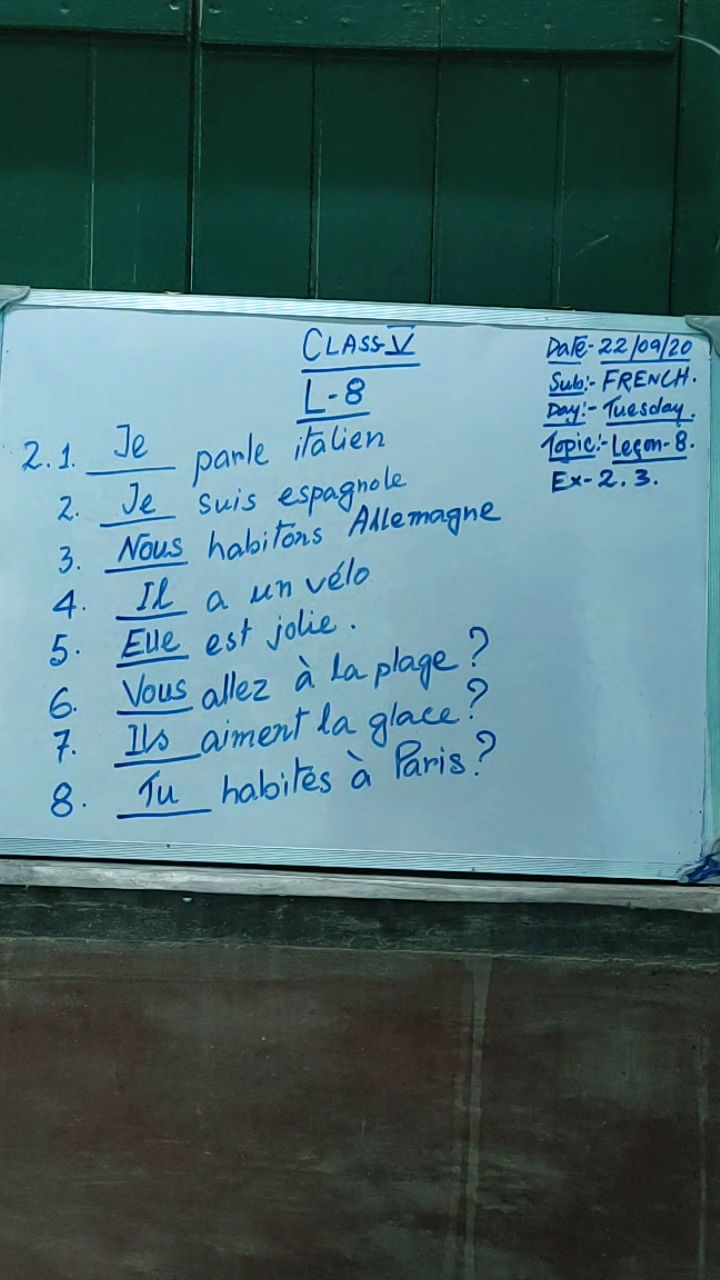 CLASS-V
L-8
Date:- 22/09/20
Sub:- FRENCH.
Day:- Tuesday.
Topic:- Leçon-8.
Ex- 2.3.
2.1. Je parle italien
2. Je suis espagnole
3. Nous habitons Allemagne
4. Il a un vélo
5. Elle est jolie.
6. Vous allez à la plage?
7. Ils aiment la glace?
8. Tu habites à Paris?